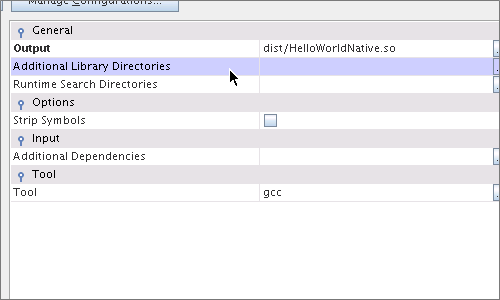 Manage Configurations...
General
Output dist/HelloWorldNative.so
Additional Library Directories
Runtime Search Directories
Options
Strip Symbols
Input
Additional Dependencies
Tool
Tool gcc